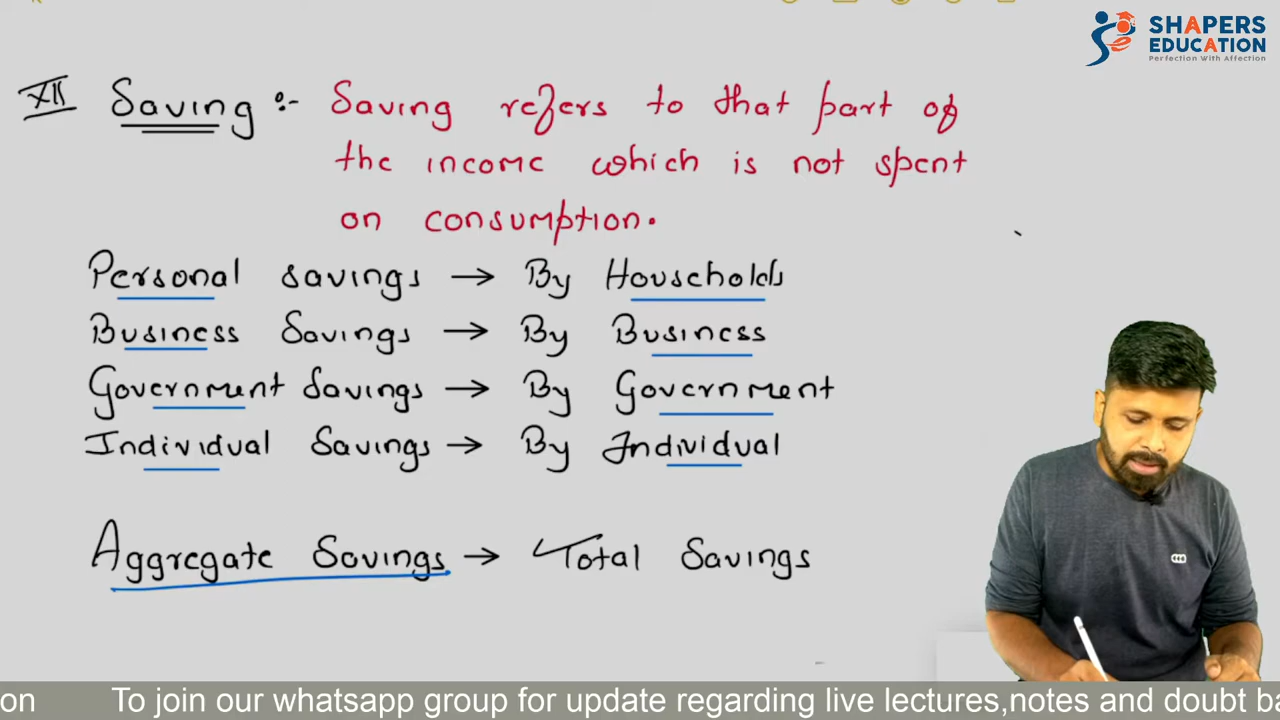 SHAPERS
EDUCATION
Perfection With Affection
XII Saving :- Saving refers to that part of
the income which is not spent
on consumption.
Personal savings → By Households
Business Savings → By Business
Government Savings → By Government
Individual Savings → By Individual
Aggregate Savings → Total Savings
on To join our whatsapp group for update regarding live lectures,notes and doubt ba